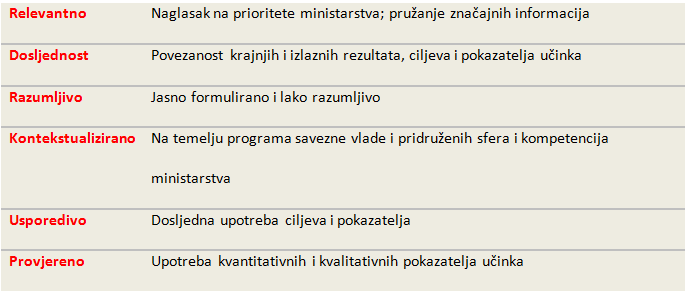 Relevantno Naglasak na prioritete ministarstva; pružanje značajnih informacija
Dosljednost Povezanost krajnjih i izlaznih rezultata, ciljeva i pokazatelja učinka
Razumljivo Jasno formulirano i lako razumljivo
Kontekstualizirano Na temelju programa savezne vlade i pridruženih sfera i kompetencija
ministarstva
Usporedivo Dosljedna upotreba ciljeva i pokazatelja
Provjereno Upotreba kvantitativnih i kvalitativnih pokazatelja učinka